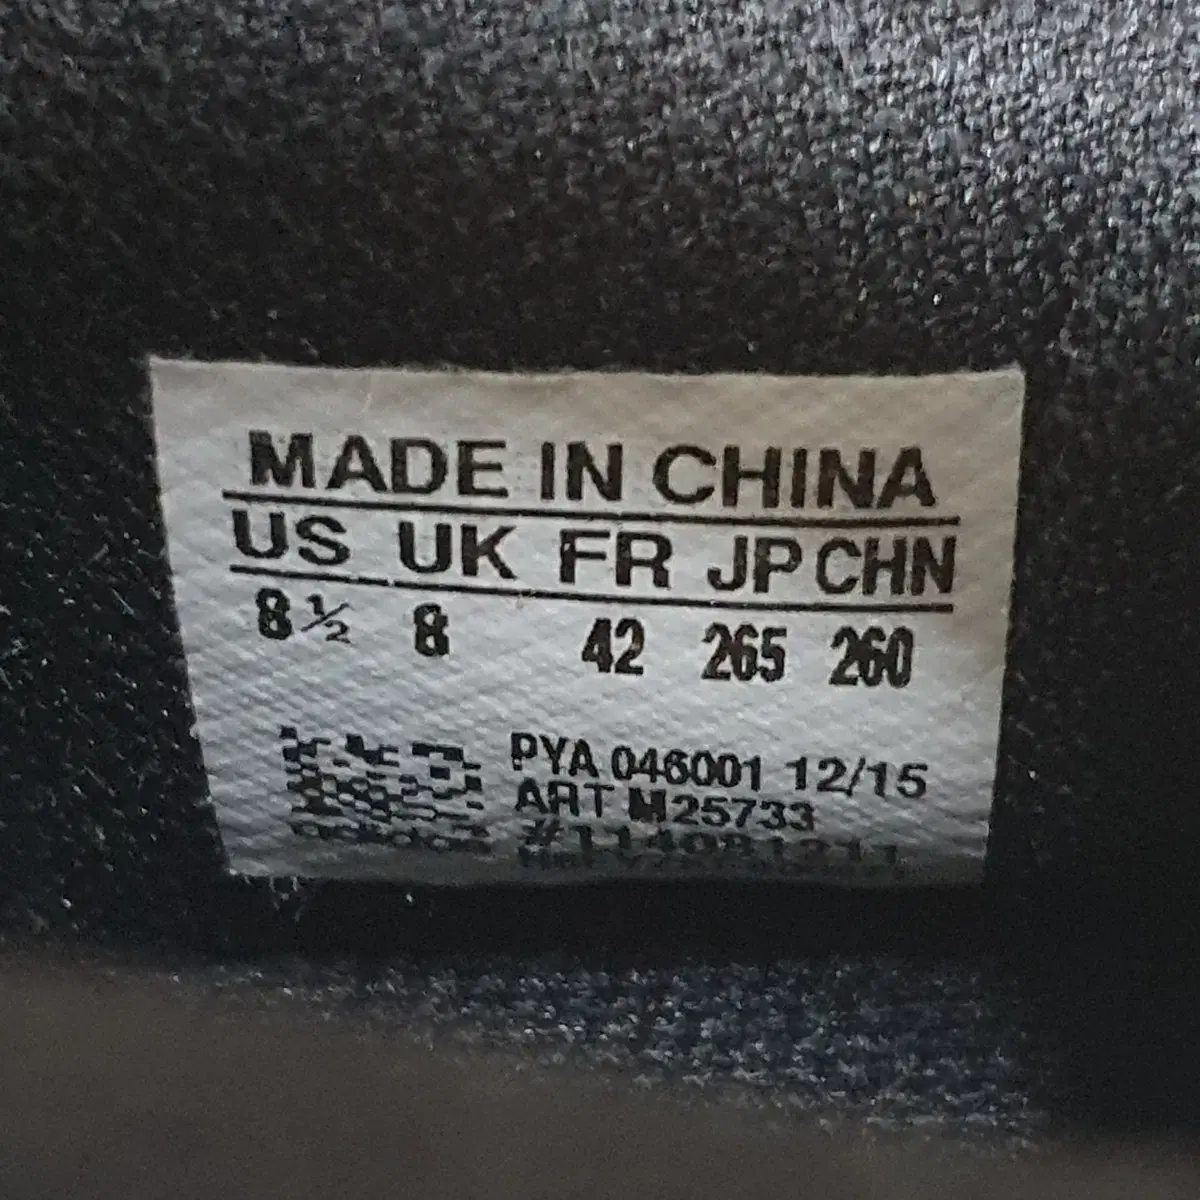 MADE IN CHINA
US UK FR JP CHN
8½ 8 42 265 260
PYA 046001 12/15
ART M25733
adidas